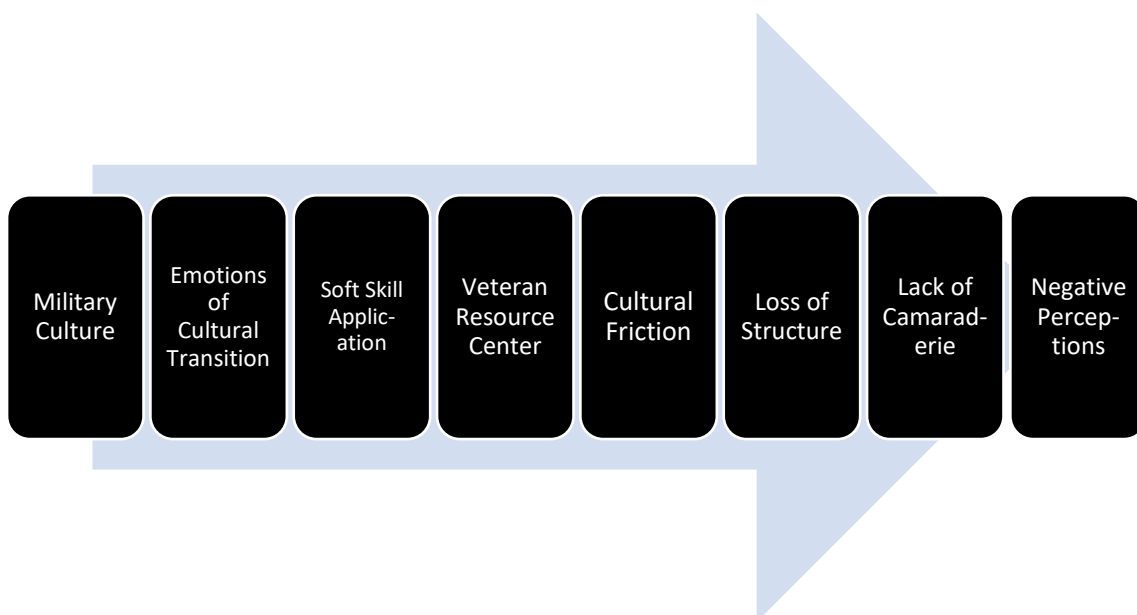 Military
Culture
Emotions
of
Cultural
Transition
Soft Skill
Applic-
ation
Veteran
Resource
Center
Cultural
Friction
Loss of
Structure
Lack of
Camarad-
erie
Negative
Percep-
tions